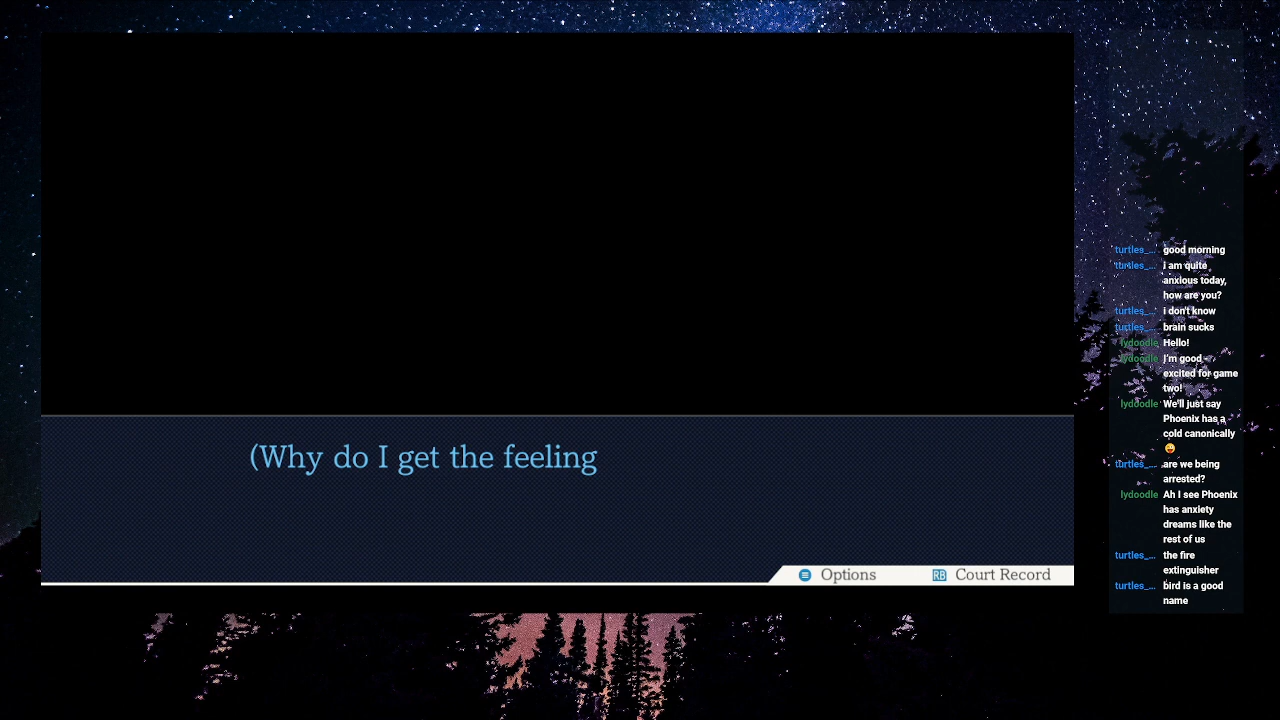 (Why do I get the feeling
Options
RB Court Record
turtles_... good morning
turtles_... i am quite
anxious today,
how are you?
turtles_... i don't know
turtles_... brain sucks
lydoodle Hello!
lydoodle I'm good -
excited for game
two!
lydoodle We'll just say
Phoenix has a
cold canonically
😛
turtles_... are we being
arrested?
lydoodle Ah I see Phoenix
has anxiety
dreams like the
rest of us
turtles_... the fire
extinguisher
turtles_... bird is a good
name